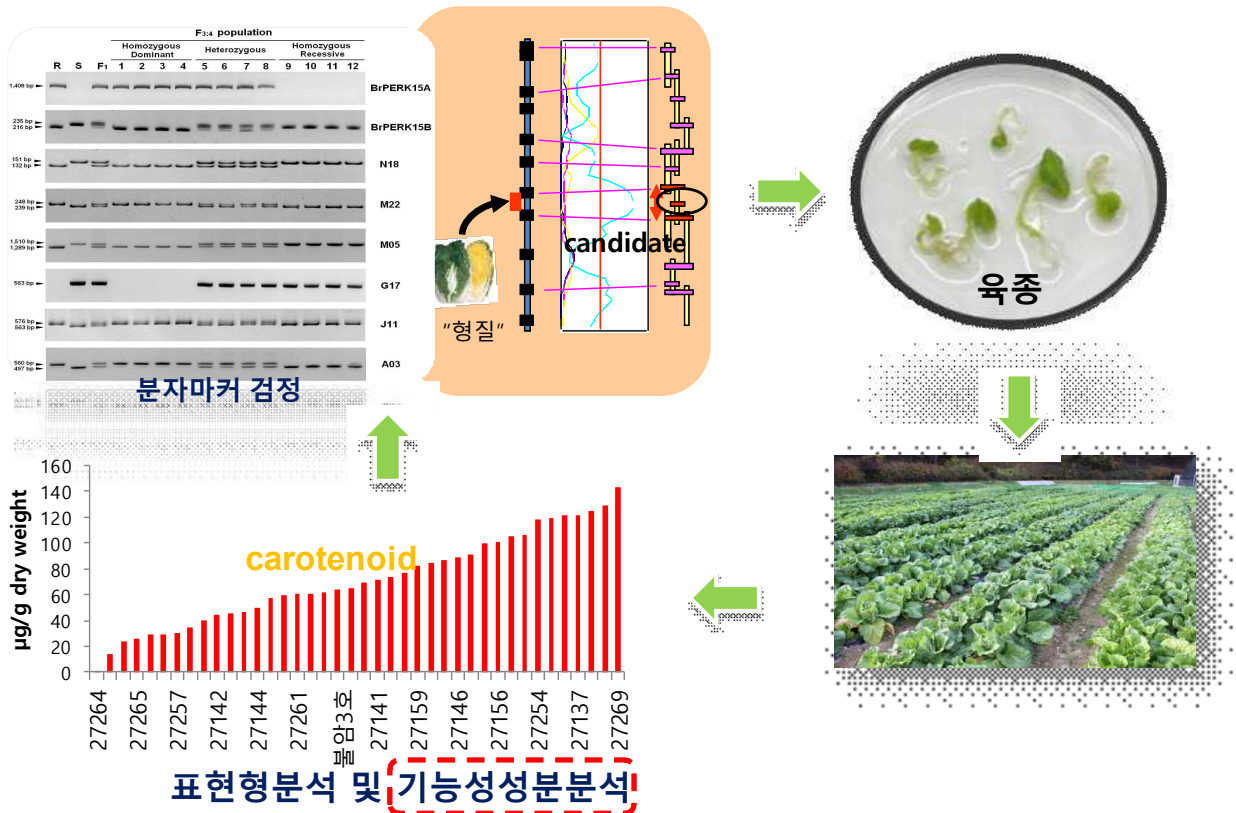 F3:4 population
Homozygous Dominant
Heterozygous
Homozygous Recessive
R S F1 1 2 3 4 5 6 7 8 9 10 11 12
1,408 bp
BrPERK15A
235 bp
216 bp
BrPERK15B
151 bp
132 bp
N18
248 bp
239 bp
M22
1,510 bp
1,289 bp
M05
563 bp
G17
576 bp
563 bp
J11
560 bp
497 bp
A03
분자마커 검정
candidate
"형질"
육종
160
140
120
100
80
60
40
20
0
µg/g dry weight
carotenoid
27264
27265
27257
27142
27144
27261
불암3호
27141
27159
27146
27156
27254
27137
27269
표현형분석 및 기능성성분분석